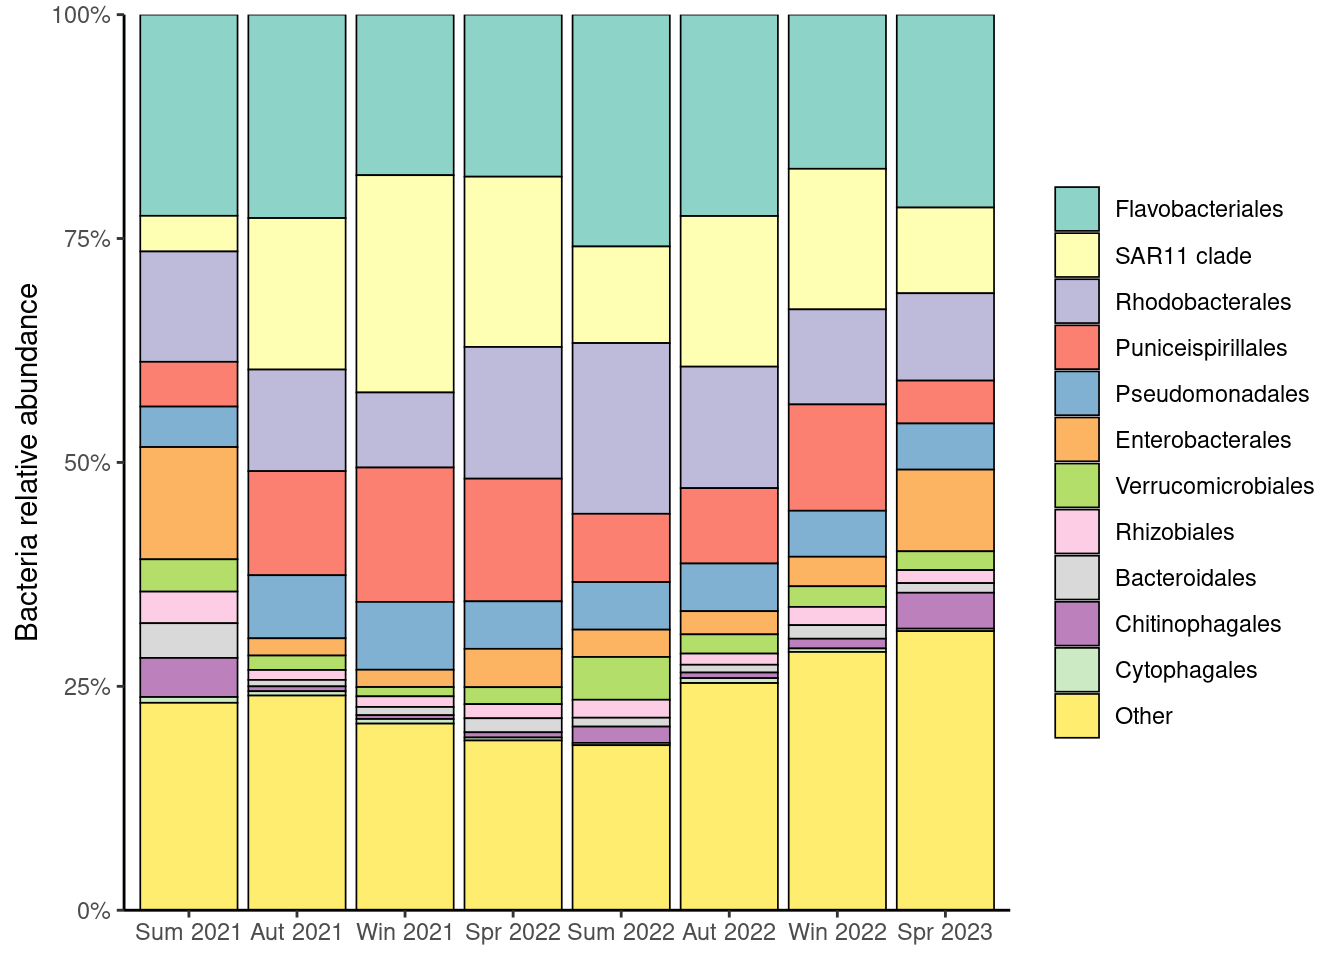 Bacteria relative abundance
100%
75%
50%
25%
0%
Sum 2021 Aut 2021 Win 2021 Spr 2022 Sum 2022 Aut 2022 Win 2022 Spr 2023
Flavobacteriales
SAR11 clade
Rhodobacterales
Puniceispirillales
Pseudomonadales
Enterobacterales
Verrucomicrobiales
Rhizobiales
Bacteroidales
Chitinophagales
Cytophagales
Other